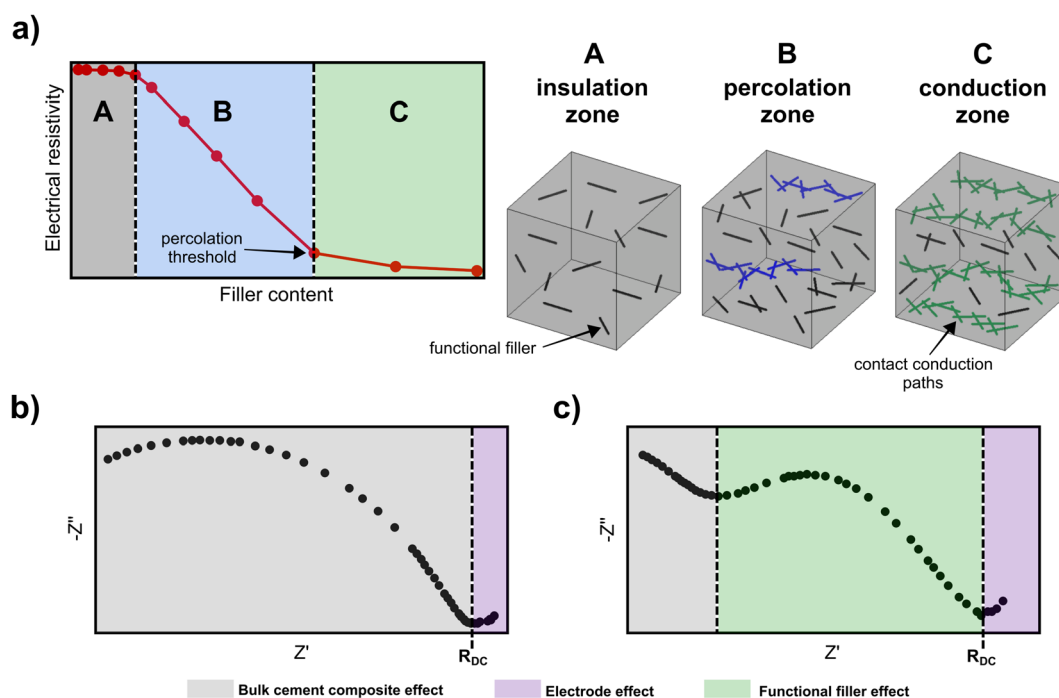 a)
Electrical resistivity
A
B
C
percolation
threshold
Filler content
A
insulation
zone
B
percolation
zone
C
conduction
zone
functional filler
contact conduction
paths
b)
-Z''
Z'
R_DC
c)
-Z''
Z'
R_DC
Bulk cement composite effect
Electrode effect
Functional filler effect